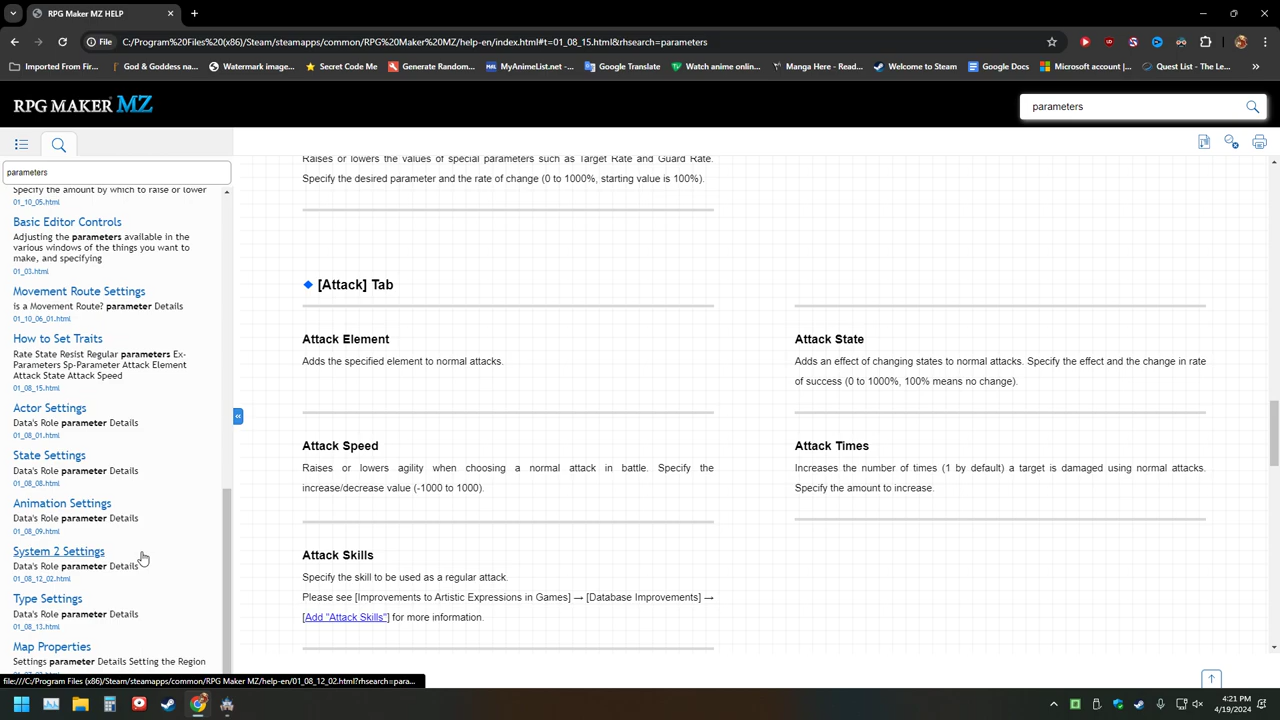 RPG Maker MZ HELP
File
C:/Program%20Files%20(x86)/Steam/steamapps/common/RPG%20Maker%20MZ/help-en/index.html#t=01_08_15.html&rhsearch=parameters
Imported From Fir...
God & Goddess na...
Watermark image...
Secret Code Me
Generate Random...
MyAnimeList.net -...
Google Translate
Watch anime onlin...
Manga Here - Read...
Welcome to Steam
Google Docs
Microsoft account |...
Quest List - The Le...
RPG MAKER MZ
parameters
parameters
Specify the amount by which to raise or lower
01_10_05.html
Basic Editor Controls
Adjusting the parameters available in the
various windows of the things you want to
make, and specifying
01_03.html
Movement Route Settings
is a Movement Route? parameter Details
01_10_06_01.html
How to Set Traits
Rate State Resist Regular parameters Ex-
Parameters Sp-Parameter Attack Element
Attack State Attack Speed
01_08_15.html
Actor Settings
Data's Role parameter Details
01_08_01.html
State Settings
Data's Role parameter Details
01_08_08.html
Animation Settings
Data's Role parameter Details
01_08_09.html
System 2 Settings
Data's Role parameter Details
01_08_12_02.html
Type Settings
Data's Role parameter Details
01_08_13.html
Map Properties
Settings parameter Details Setting the Region
Raises or lowers the values of special parameters such as Target Rate and Guard Rate.
Specify the desired parameter and the rate of change (0 to 1000%, starting value is 100%).
[Attack] Tab
Attack Element
Adds the specified element to normal attacks.
Attack State
Adds an effect of changing states to normal attacks. Specify the effect and the change in rate
of success (0 to 1000%, 100% means no change).
Attack Speed
Raises or lowers agility when choosing a normal attack in battle. Specify the
increase/decrease value (-1000 to 1000).
Attack Times
Increases the number of times (1 by default) a target is damaged using normal attacks.
Specify the amount to increase.
Attack Skills
Specify the skill to be used as a regular attack.
Please see [Improvements to Artistic Expressions in Games] → [Database Improvements] →
[Add "Attack Skills"] for more information.
file:///C:/Program Files (x86)/Steam/steamapps/common/RPG Maker MZ/help-en/01_08_12_02.html?rhsearch=para...
4:21 PM
4/19/2024